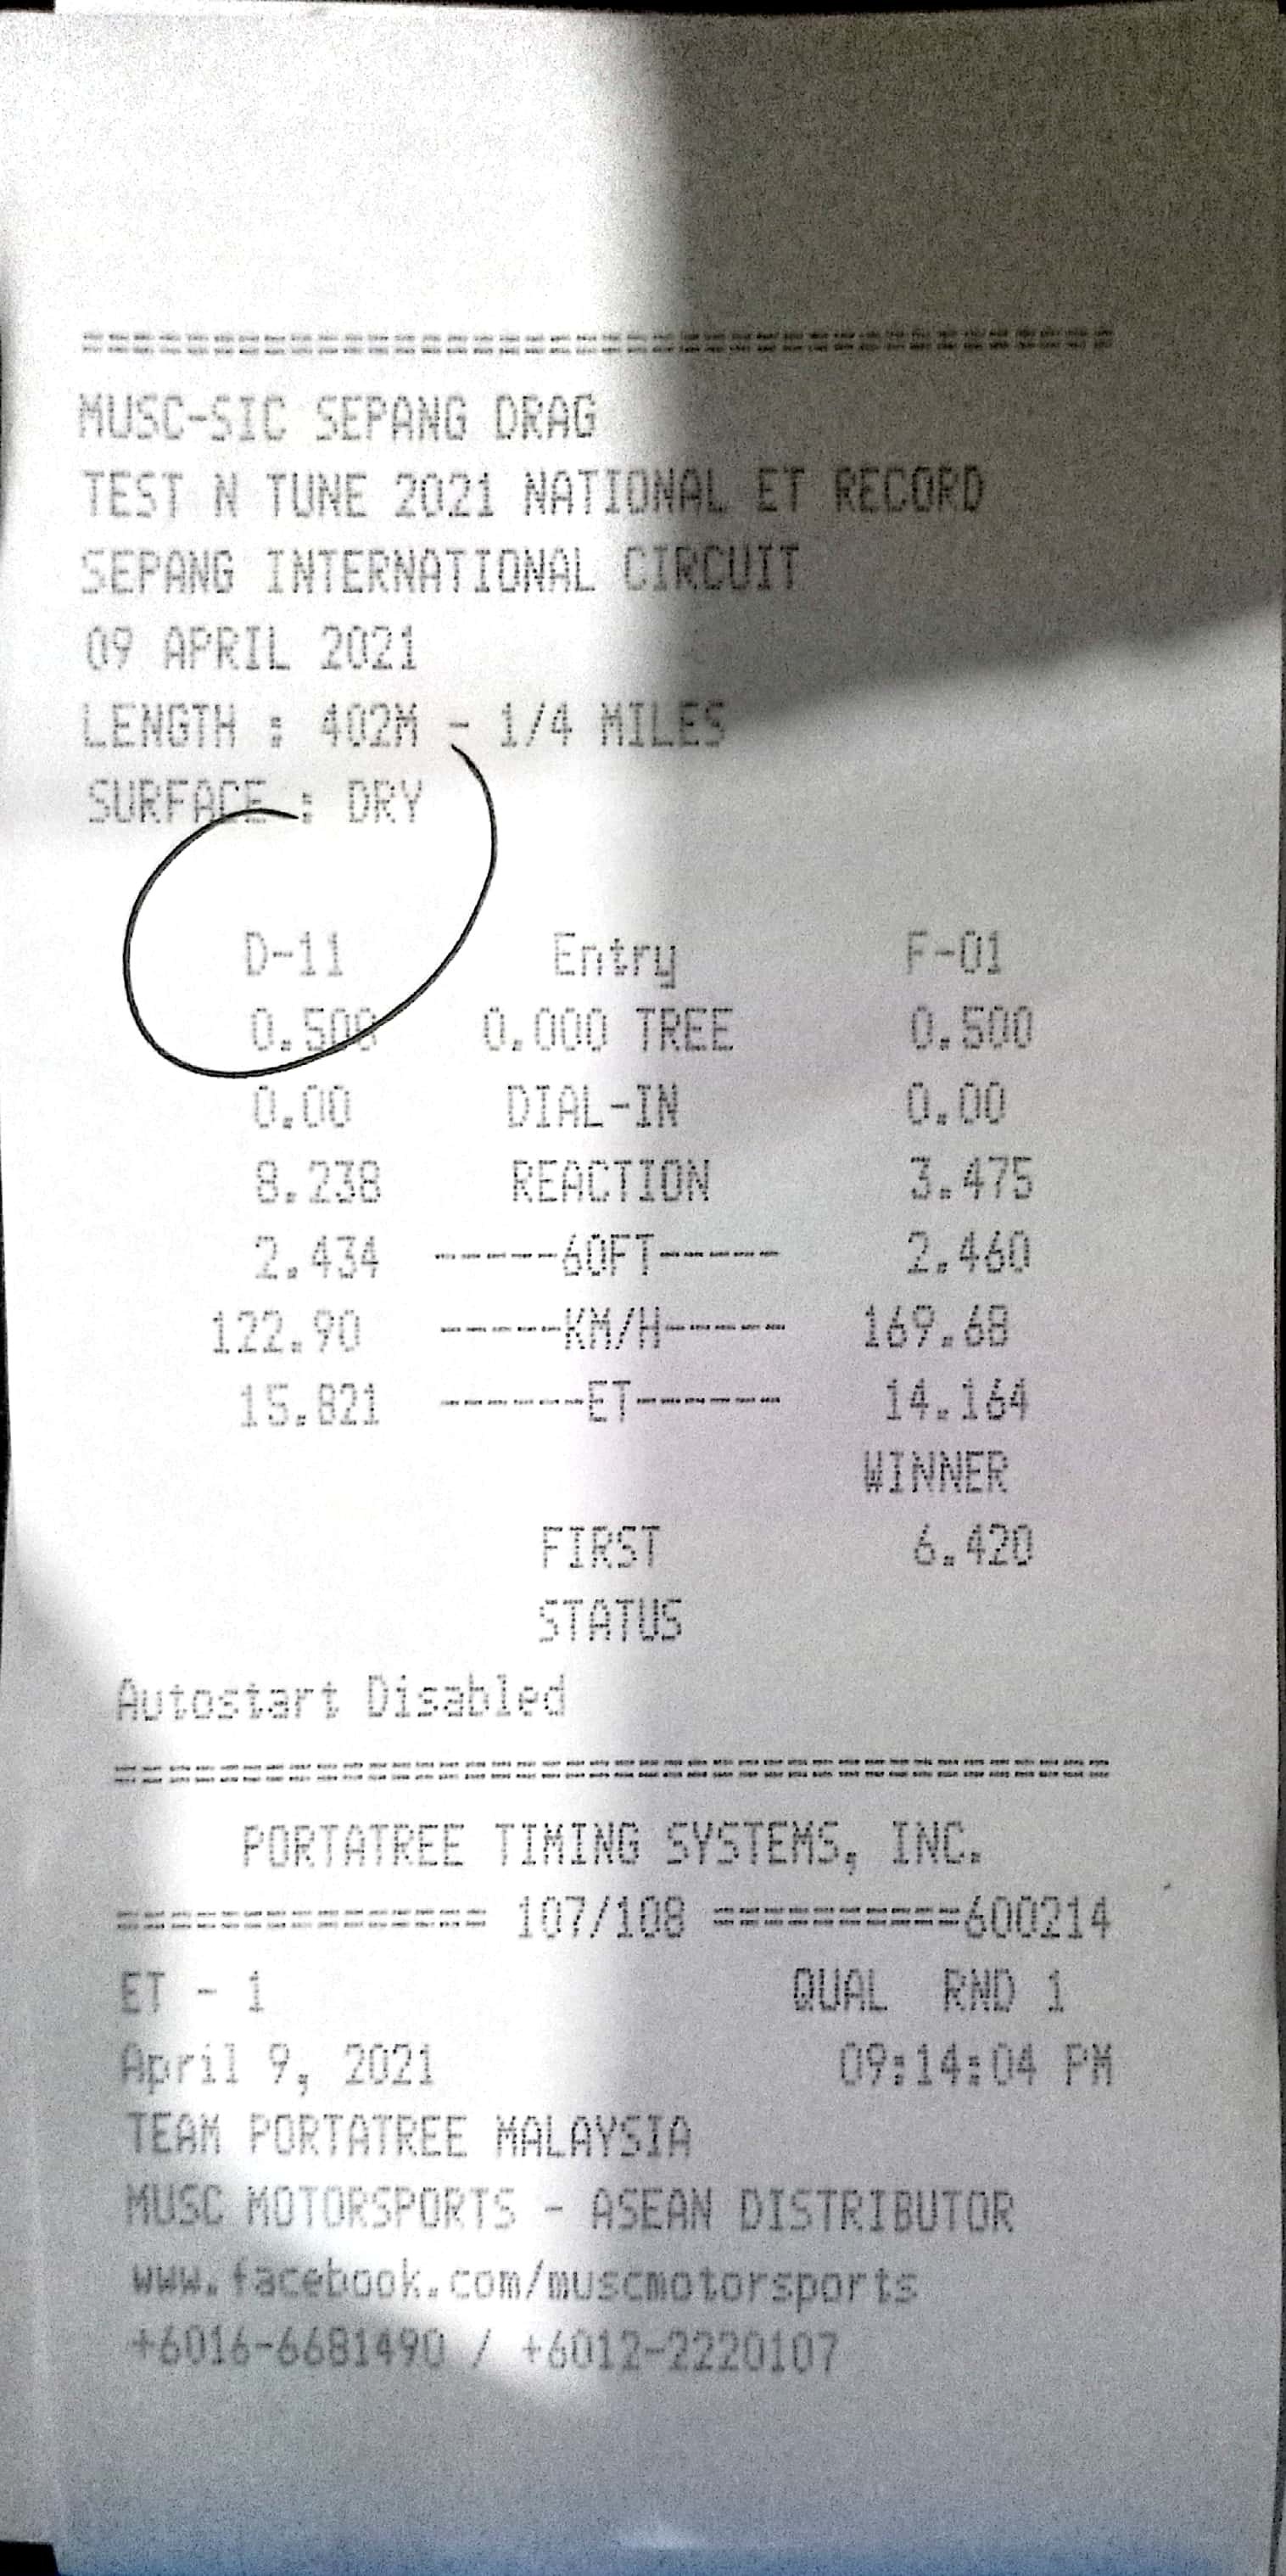 ================================
MUSC-SIC SEPANG DRAG
TEST N TUNE 2021 NATIONAL ET RECORD
SEPANG INTERNATIONAL CIRCUIT
09 APRIL 2021
LENGTH : 402M - 1/4 MILES
SURFACE : DRY
D-11 Entry F-01
0.500 0.000 TREE 0.500
0.00 DIAL-IN 0.00
8.238 REACTION 3.475
2.434 -----60FT----- 2.460
122.90 -----KM/H----- 169.68
15.821 ------ET------ 14.164
WINNER
FIRST 6.420
STATUS
Autostart Disabled
================================
PORTATREE TIMING SYSTEMS, INC.
============== 107/108 ==========600214
ET - 1 QUAL RND 1
April 9, 2021 09:14:04 PM
TEAM PORTATREE MALAYSIA
MUSC MOTORSPORTS - ASEAN DISTRIBUTOR
www.facebook.com/muscmotorsports
+6016-6681490 / +6012-2220107